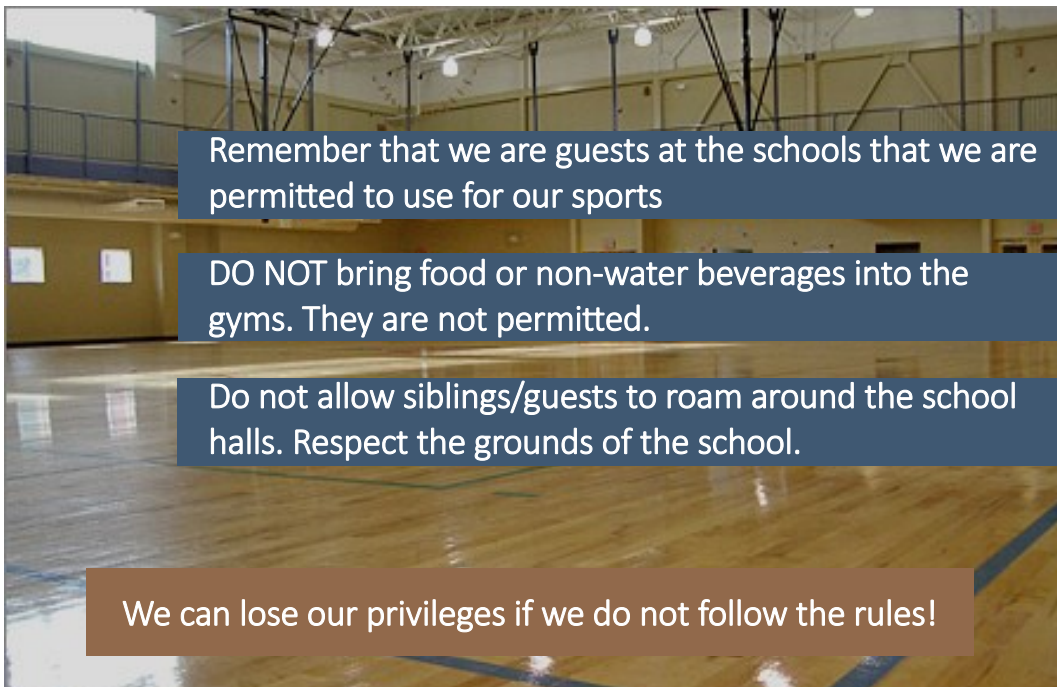 Remember that we are guests at the schools that we are
permitted to use for our sports
DO NOT bring food or non-water beverages into the
gyms. They are not permitted.
Do not allow siblings/guests to roam around the school
halls. Respect the grounds of the school.
We can lose our privileges if we do not follow the rules!